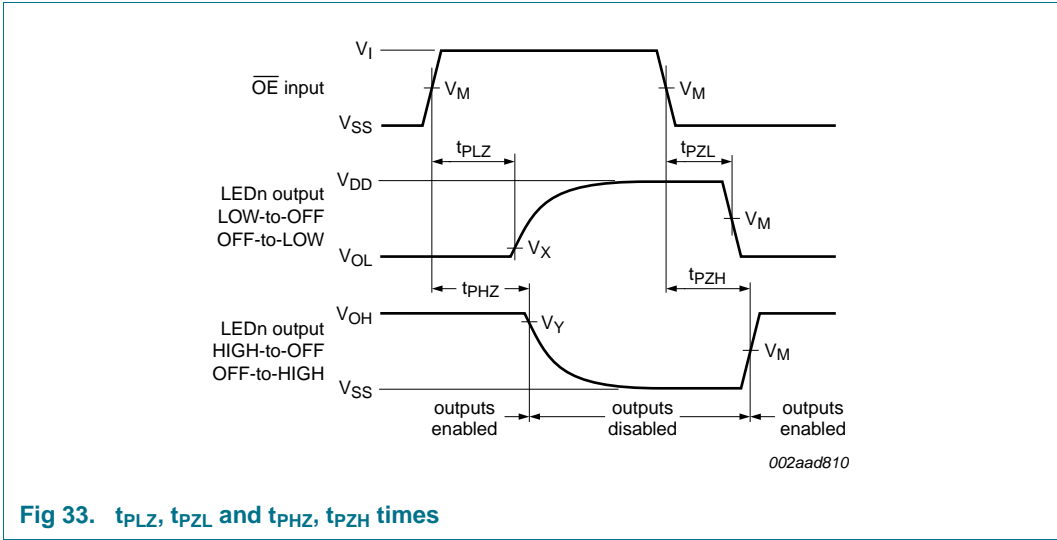 V_I
O̅E̅ input
V_M
V_M
V_SS
t_PLZ
t_PZL
V_DD
LEDn output
LOW-to-OFF
OFF-to-LOW
V_M
V_X
V_OL
t_PHZ
t_PZH
V_OH
LEDn output
HIGH-to-OFF
OFF-to-HIGH
V_Y
V_M
V_SS
outputs
enabled
outputs
disabled
outputs
enabled
002aad810
Fig 33. t_PLZ, t_PZL and t_PHZ, t_PZH times